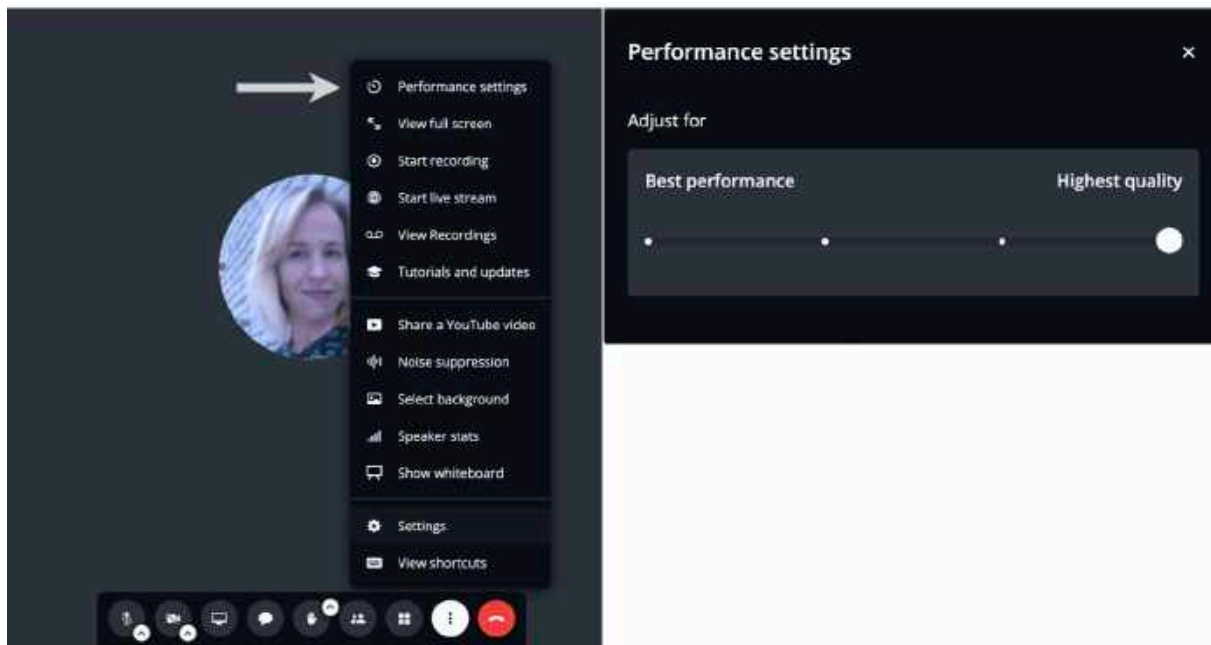 Performance settings
View full screen
Start recording
Start live stream
View Recordings
Tutorials and updates
Share a YouTube video
Noise suppression
Select background
Speaker stats
Show whiteboard
Settings
View shortcuts
Performance settings
Adjust for
Best performance
Highest quality